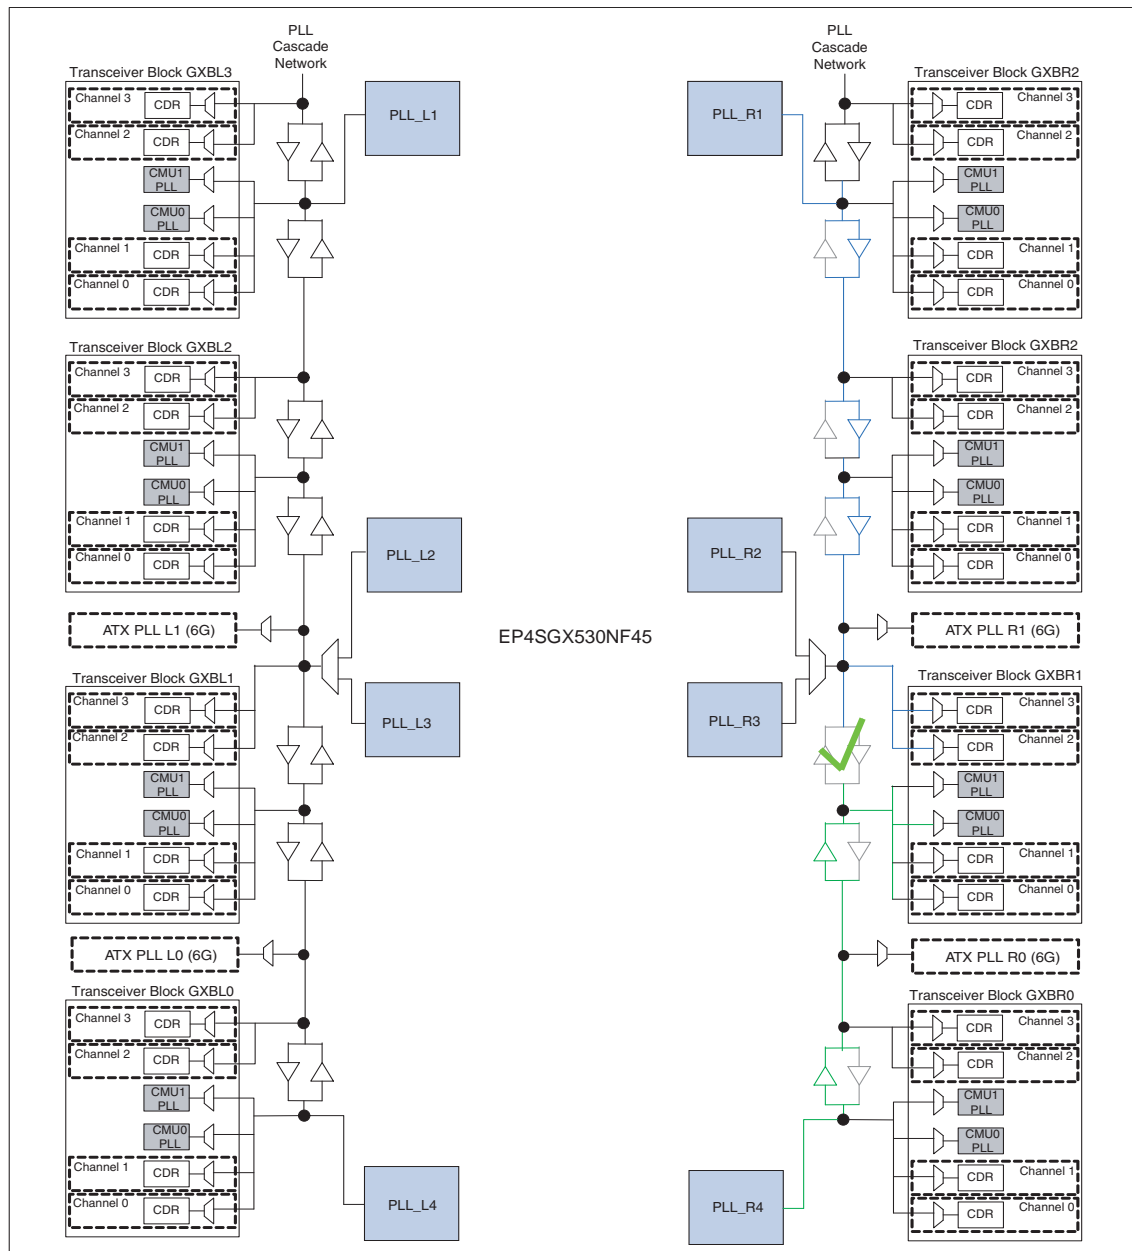 PLL
Cascade
Network
Transceiver Block GXBL3
Channel 3
CDR
Channel 2
CDR
CMU1
PLL
CMU0
PLL
Channel 1
CDR
Channel 0
CDR
PLL_L1
Transceiver Block GXBL2
Channel 3
CDR
Channel 2
CDR
CMU1
PLL
CMU0
PLL
Channel 1
CDR
Channel 0
CDR
PLL_L2
ATX PLL L1 (6G)
Transceiver Block GXBL1
Channel 3
CDR
Channel 2
CDR
CMU1
PLL
CMU0
PLL
Channel 1
CDR
Channel 0
CDR
PLL_L3
ATX PLL L0 (6G)
Transceiver Block GXBL0
Channel 3
CDR
Channel 2
CDR
CMU1
PLL
CMU0
PLL
Channel 1
CDR
Channel 0
CDR
PLL_L4
EP4SGX530NF45
PLL
Cascade
Network
PLL_R1
Transceiver Block GXBR2
Channel 3
CDR
Channel 2
CDR
CMU1
PLL
CMU0
PLL
Channel 1
CDR
Channel 0
CDR
Transceiver Block GXBR2
Channel 3
CDR
Channel 2
CDR
CMU1
PLL
CMU0
PLL
Channel 1
CDR
Channel 0
CDR
PLL_R2
ATX PLL R1 (6G)
PLL_R3
Transceiver Block GXBR1
Channel 3
CDR
Channel 2
CDR
CMU1
PLL
CMU0
PLL
Channel 1
CDR
Channel 0
CDR
ATX PLL R0 (6G)
Transceiver Block GXBR0
Channel 3
CDR
Channel 2
CDR
CMU1
PLL
CMU0
PLL
Channel 1
CDR
Channel 0
CDR
PLL_R4